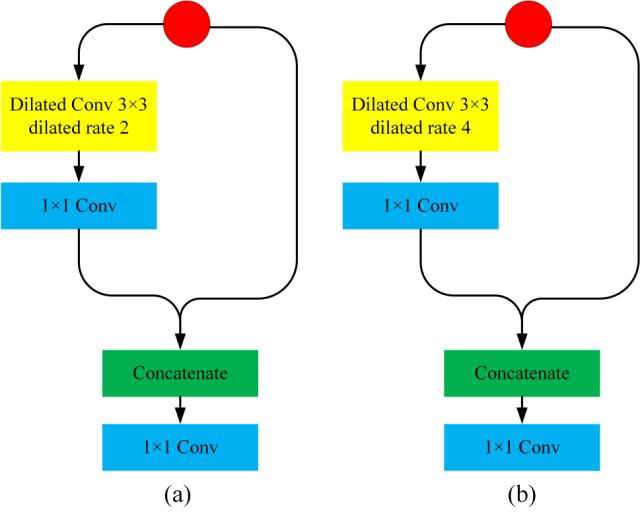 Dilated Conv 3×3
dilated rate 2
1×1 Conv
Concatenate
1×1 Conv
(a)
Dilated Conv 3×3
dilated rate 4
1×1 Conv
Concatenate
1×1 Conv
(b)